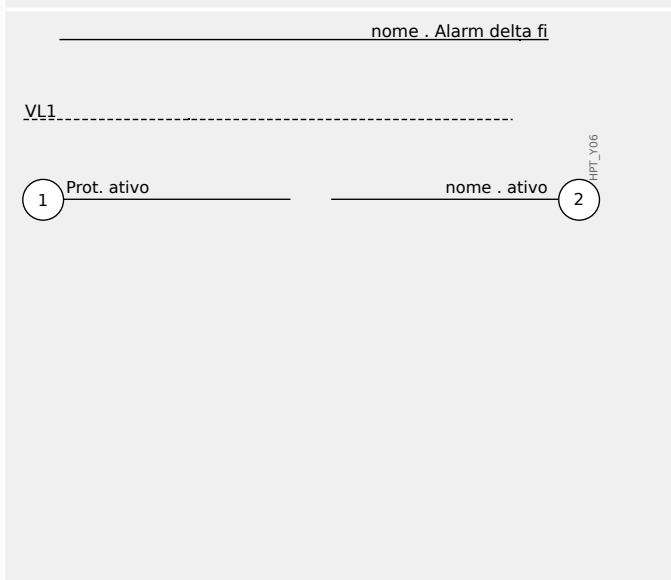 nome . Alarm delta fi
VL1
HPT_Y06
1 Prot. ativo nome . ativo 2